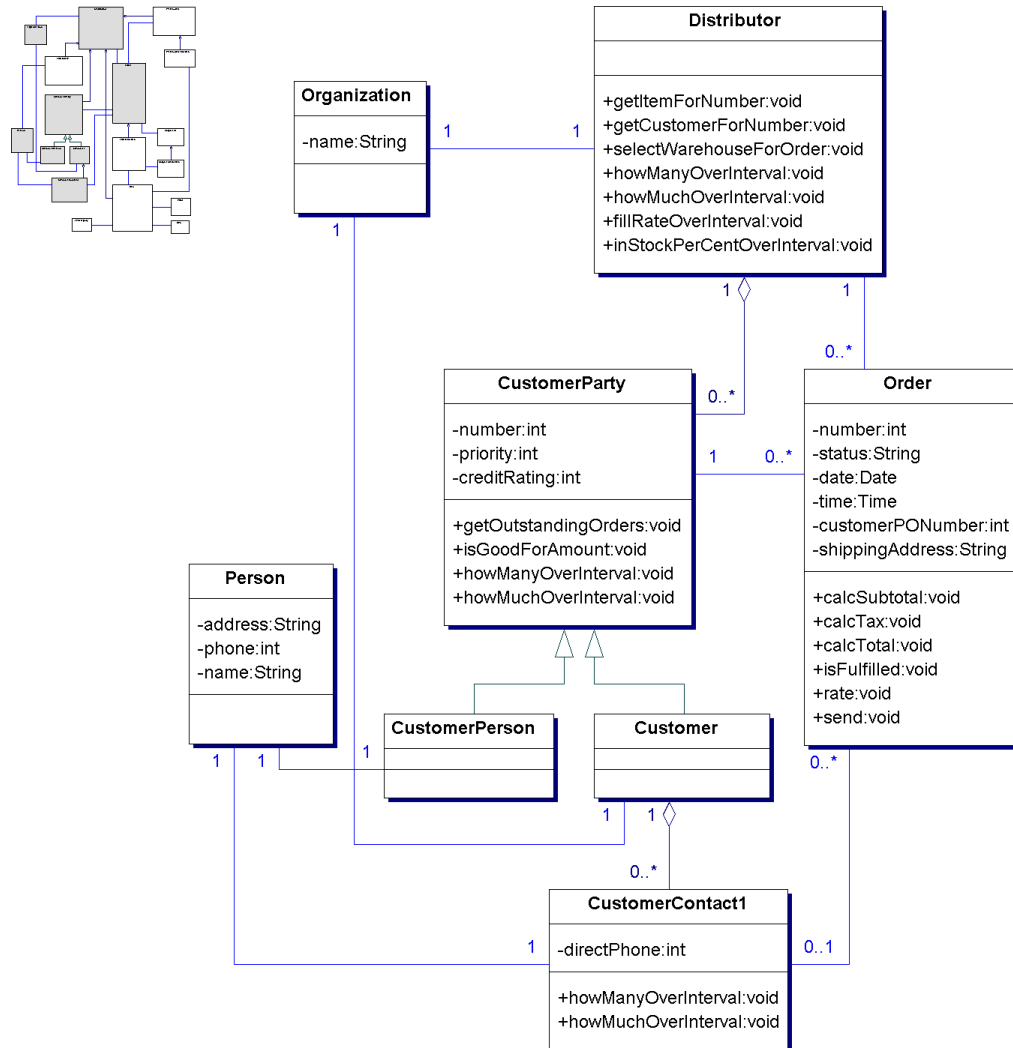 Distributor
+getItemForNumber:void
+getCustomerForNumber:void
+selectWarehouseForOrder:void
+howManyOverInterval:void
+howMuchOverInterval:void
+fillRateOverInterval:void
+inStockPerCentOverInterval:void
Organization
-name:String
1
1
1
1
1
0..*
0..*
CustomerParty
-number:int
-priority:int
-creditRating:int
+getOutstandingOrders:void
+isGoodForAmount:void
+howManyOverInterval:void
+howMuchOverInterval:void
1
0..*
Order
-number:int
-status:String
-date:Date
-time:Time
-customerPONumber:int
-shippingAddress:String
+calcSubtotal:void
+calcTax:void
+calcTotal:void
+isFulfilled:void
+rate:void
+send:void
Person
-address:String
-phone:int
-name:String
CustomerPerson
Customer
1
1
1
1
1
0..*
0..*
CustomerContact1
-directPhone:int
+howManyOverInterval:void
+howMuchOverInterval:void
1
0..1